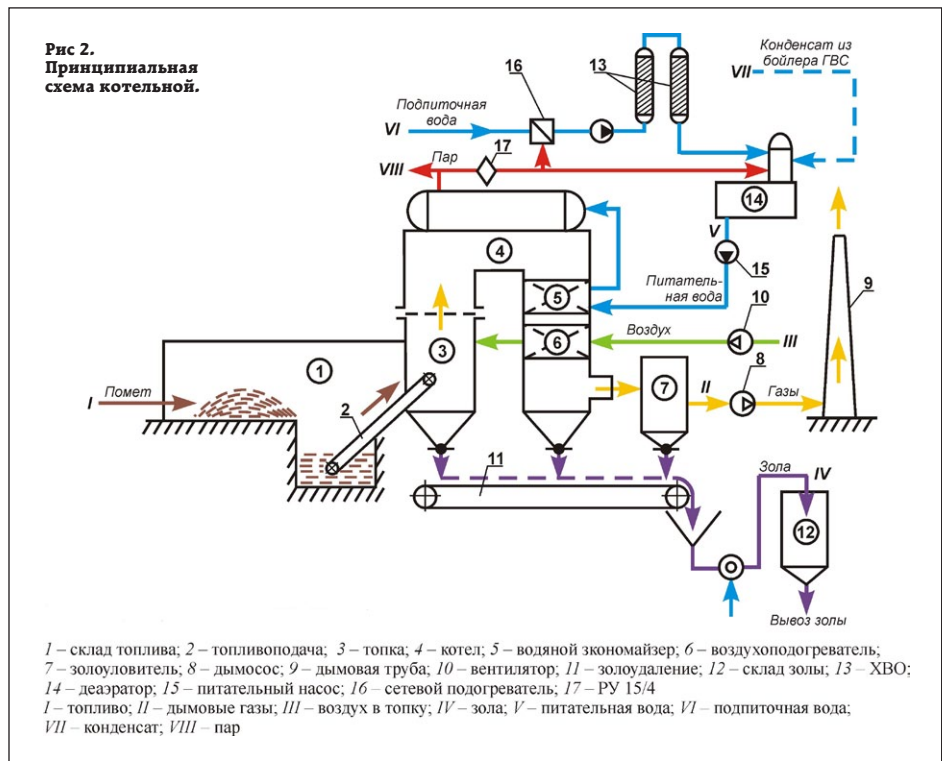 Рис 2.
Принципиальная
схема котельной.
16
13
Конденсат из
бойлера ГВС
VII
Подпиточная
вода
VI
17
Пар
VIII
14
V
15
4
Питатель-
ная вода
5
10
9
Воздух
III
6
3
1
8
Помет
I
2
7
II
Газы
11
Зола
IV
12
Вывоз золы
1 – склад топлива; 2 – топливоподача; 3 – топка; 4 – котел; 5 – водяной зкономайзер; 6 – воздухоподогреватель;
7 – золоуловитель; 8 – дымосос; 9 – дымовая труба; 10 – вентилятор; 11 – золоудаление; 12 – склад золы; 13 – ХВО;
14 – деаэратор; 15 – питательный насос; 16 – сетевой подогреватель; 17 – РУ 15/4
I – топливо; II – дымовые газы; III – воздух в топку; IV – зола; V – питательная вода; VI – подпиточная вода;
VII – конденсат; VIII – пар